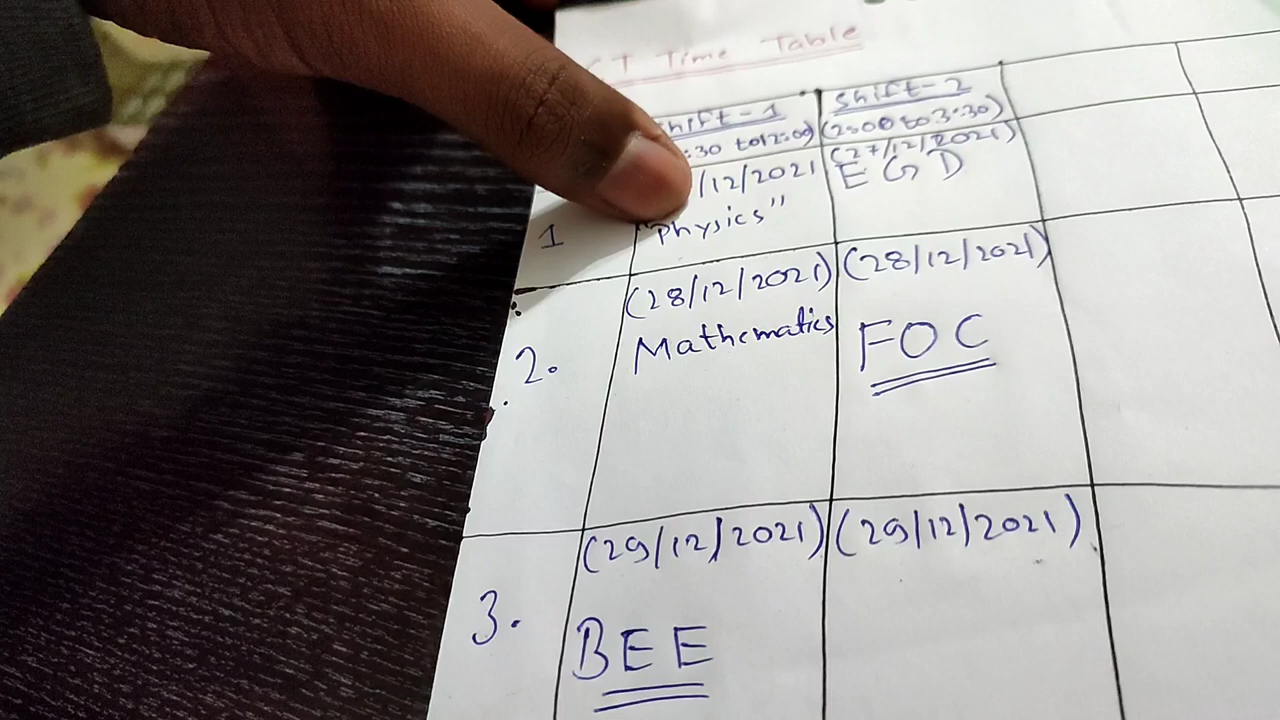 CT Time Table
shift-1
shift-2
:30 to 12:00)
(2:00 to 3:30)
/12/2021
(27/12/2021)
1
"Physics"
E G D
(28/12/2021)
(28/12/2021)
2.
Mathematics
FOC
(29/12/2021)
(29/12/2021)
3.
BEE